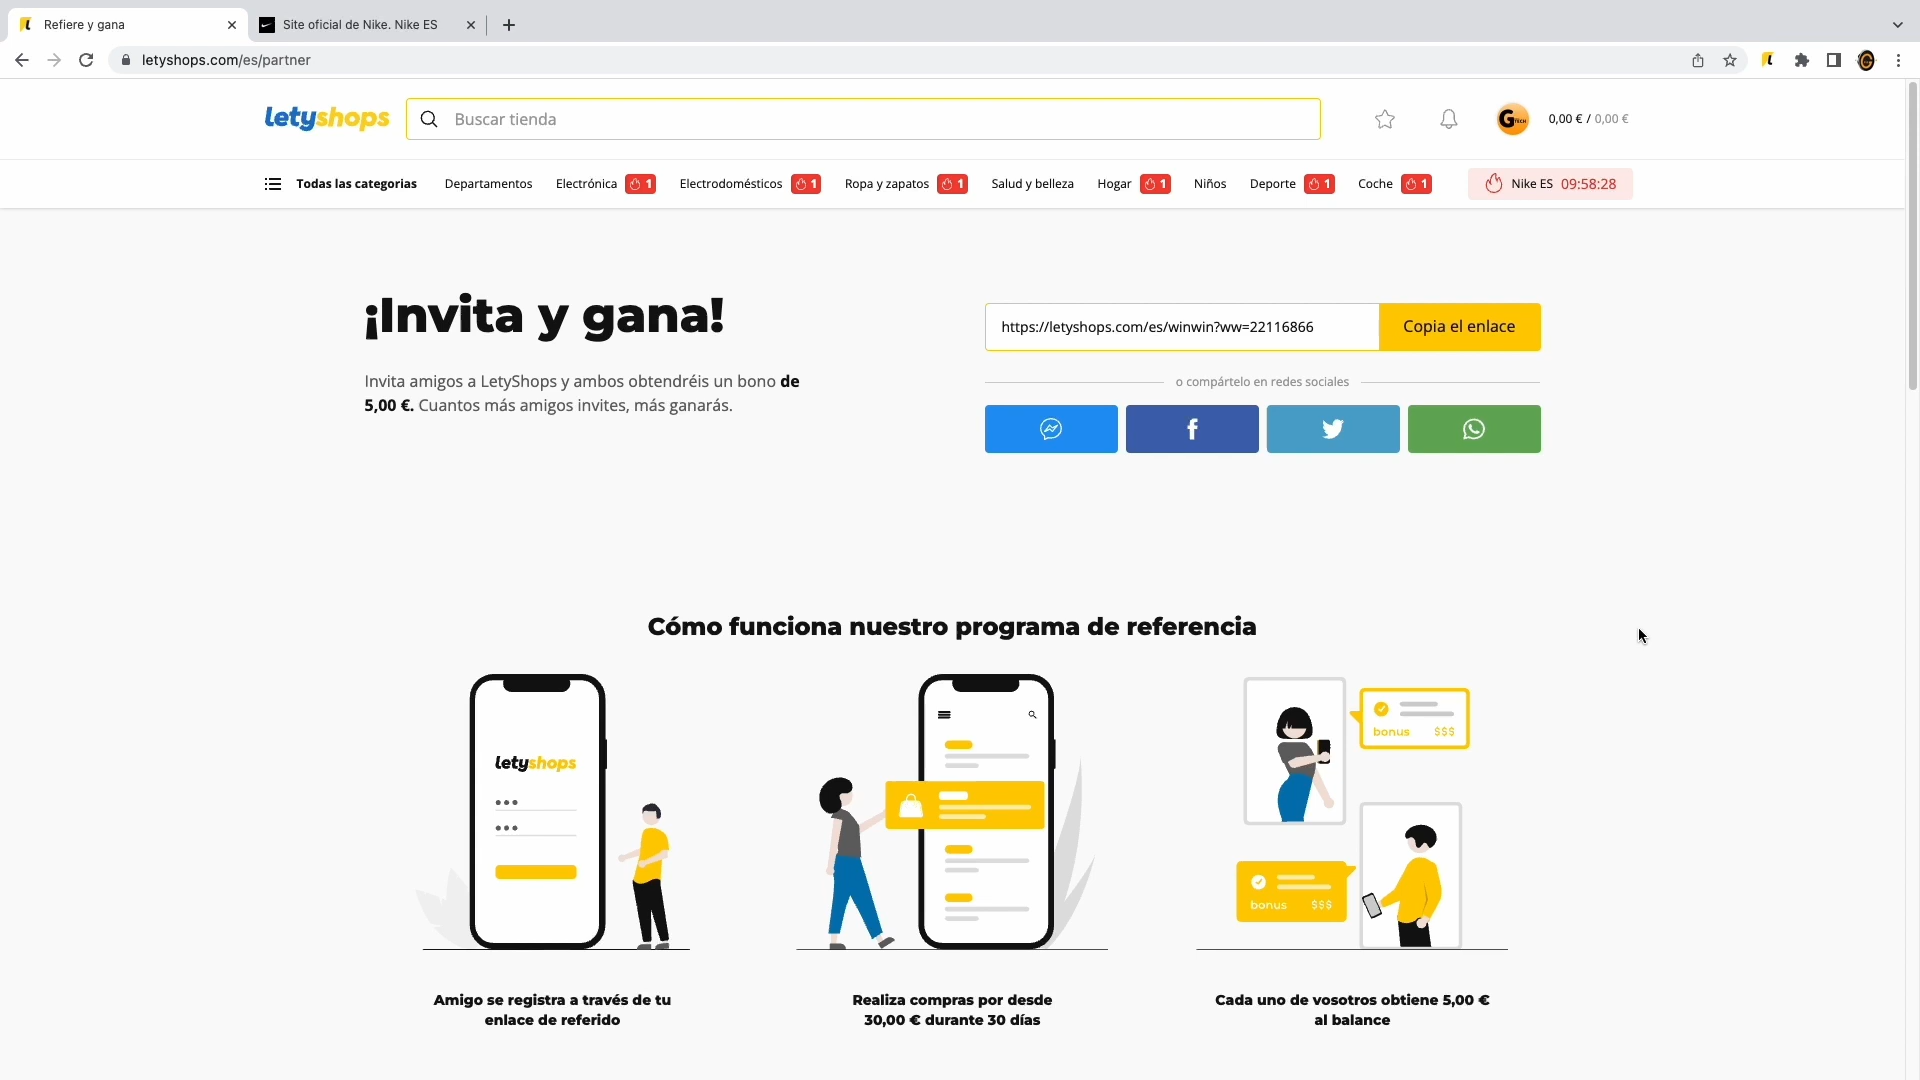 Refiere y gana
Site oficial de Nike. Nike ES
letyshops.com/es/partner
letyshops
Buscar tienda
0,00 € / 0,00 €
Todas las categorias
Departamentos
Electrónica 1
Electrodomésticos 1
Ropa y zapatos 1
Salud y belleza
Hogar 1
Niños
Deporte 1
Coche 1
Nike ES 09:58:28
¡Invita y gana!
Invita amigos a LetyShops y ambos obtendréis un bono de
5,00 €. Cuantos más amigos invites, más ganarás.
https://letyshops.com/es/winwin?ww=22116866
Copia el enlace
o compártelo en redes sociales
Cómo funciona nuestro programa de referencia
letyshops
bonus $$$
bonus $$$
Amigo se registra a través de tu
enlace de referido
Realiza compras por desde
30,00 € durante 30 días
Cada uno de vosotros obtiene 5,00 €
al balance